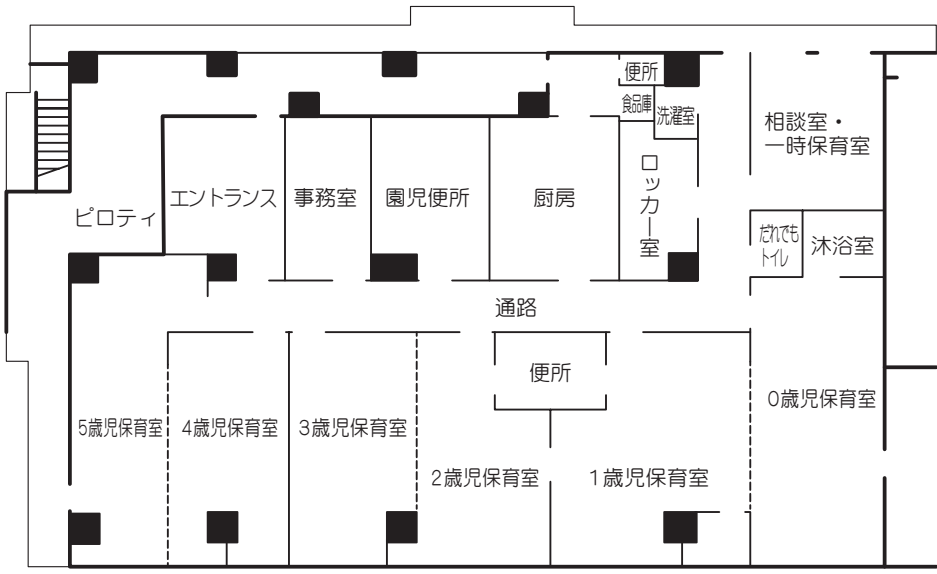 便所
食品庫
洗濯室
相談室・
一時保育室
ロッカー室
エントランス
事務室
園児便所
厨房
ピロティ
だれでも
トイレ
沐浴室
通路
便所
0歳児保育室
5歳児保育室
4歳児保育室
3歳児保育室
2歳児保育室
1歳児保育室